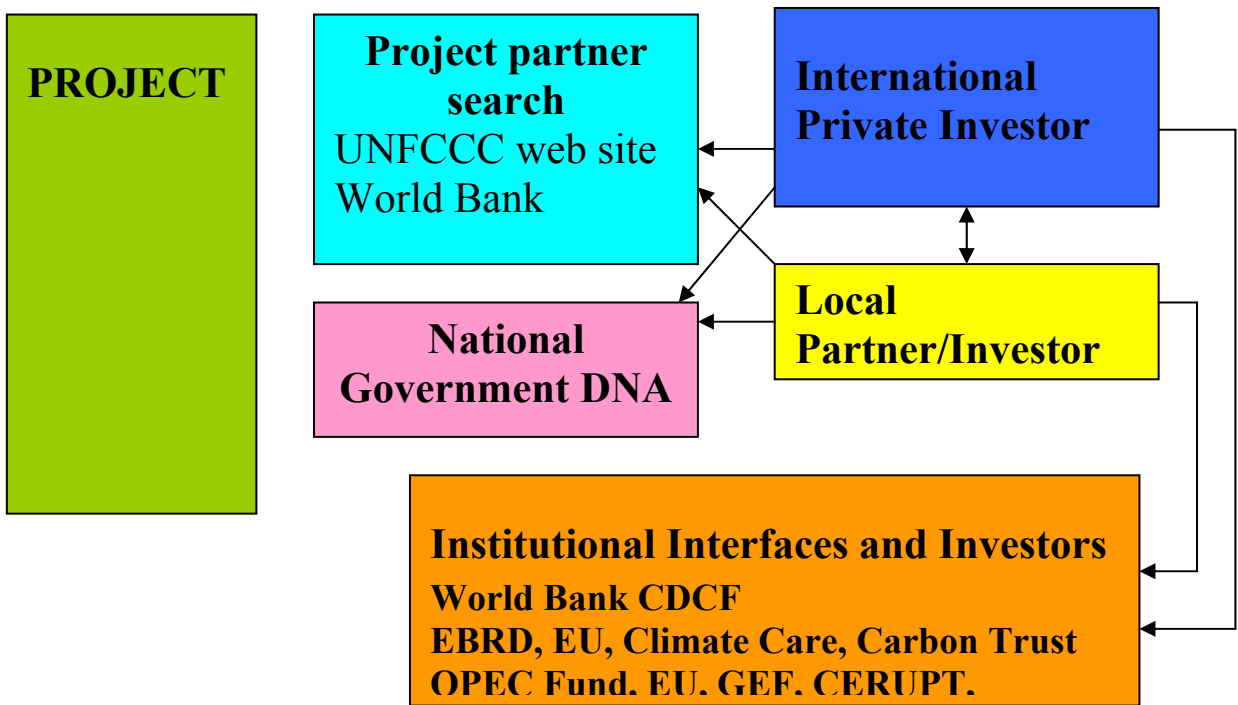 PROJECT
Project partner
search
UNFCCC web site
World Bank
International
Private Investor
Local
Partner/Investor
National
Government DNA
Institutional Interfaces and Investors
World Bank CDCF
EBRD, EU, Climate Care, Carbon Trust
OPEC Fund, EU, GEF, CERUPT,